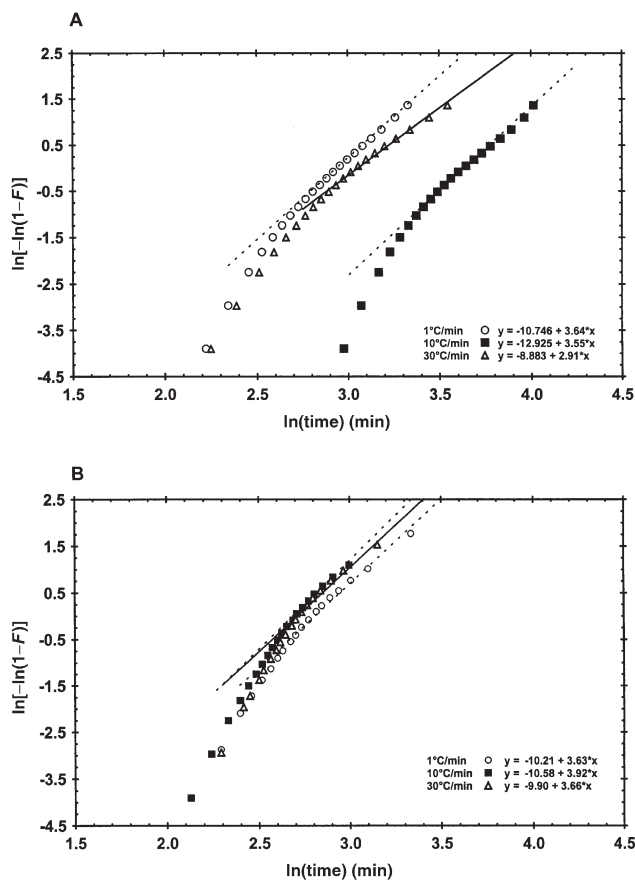 A
2.5
1.5
0.5
-0.5
-1.5
-2.5
-3.5
-4.5
ln[-ln(1-F)]
1°C/min ○ y = -10.746 + 3.64*x
10°C/min ■ y = -12.925 + 3.55*x
30°C/min △ y = -8.883 + 2.91*x
1.5 2.0 2.5 3.0 3.5 4.0 4.5
ln(time) (min)
B
2.5
1.5
0.5
-0.5
-1.5
-2.5
-3.5
-4.5
ln[-ln(1-F)]
1°C/min ○ y = -10.21 + 3.63*x
10°C/min ■ y = -10.58 + 3.92*x
30°C/min △ y = -9.90 + 3.66*x
1.5 2.0 2.5 3.0 3.5 4.0 4.5
ln(time) (min)